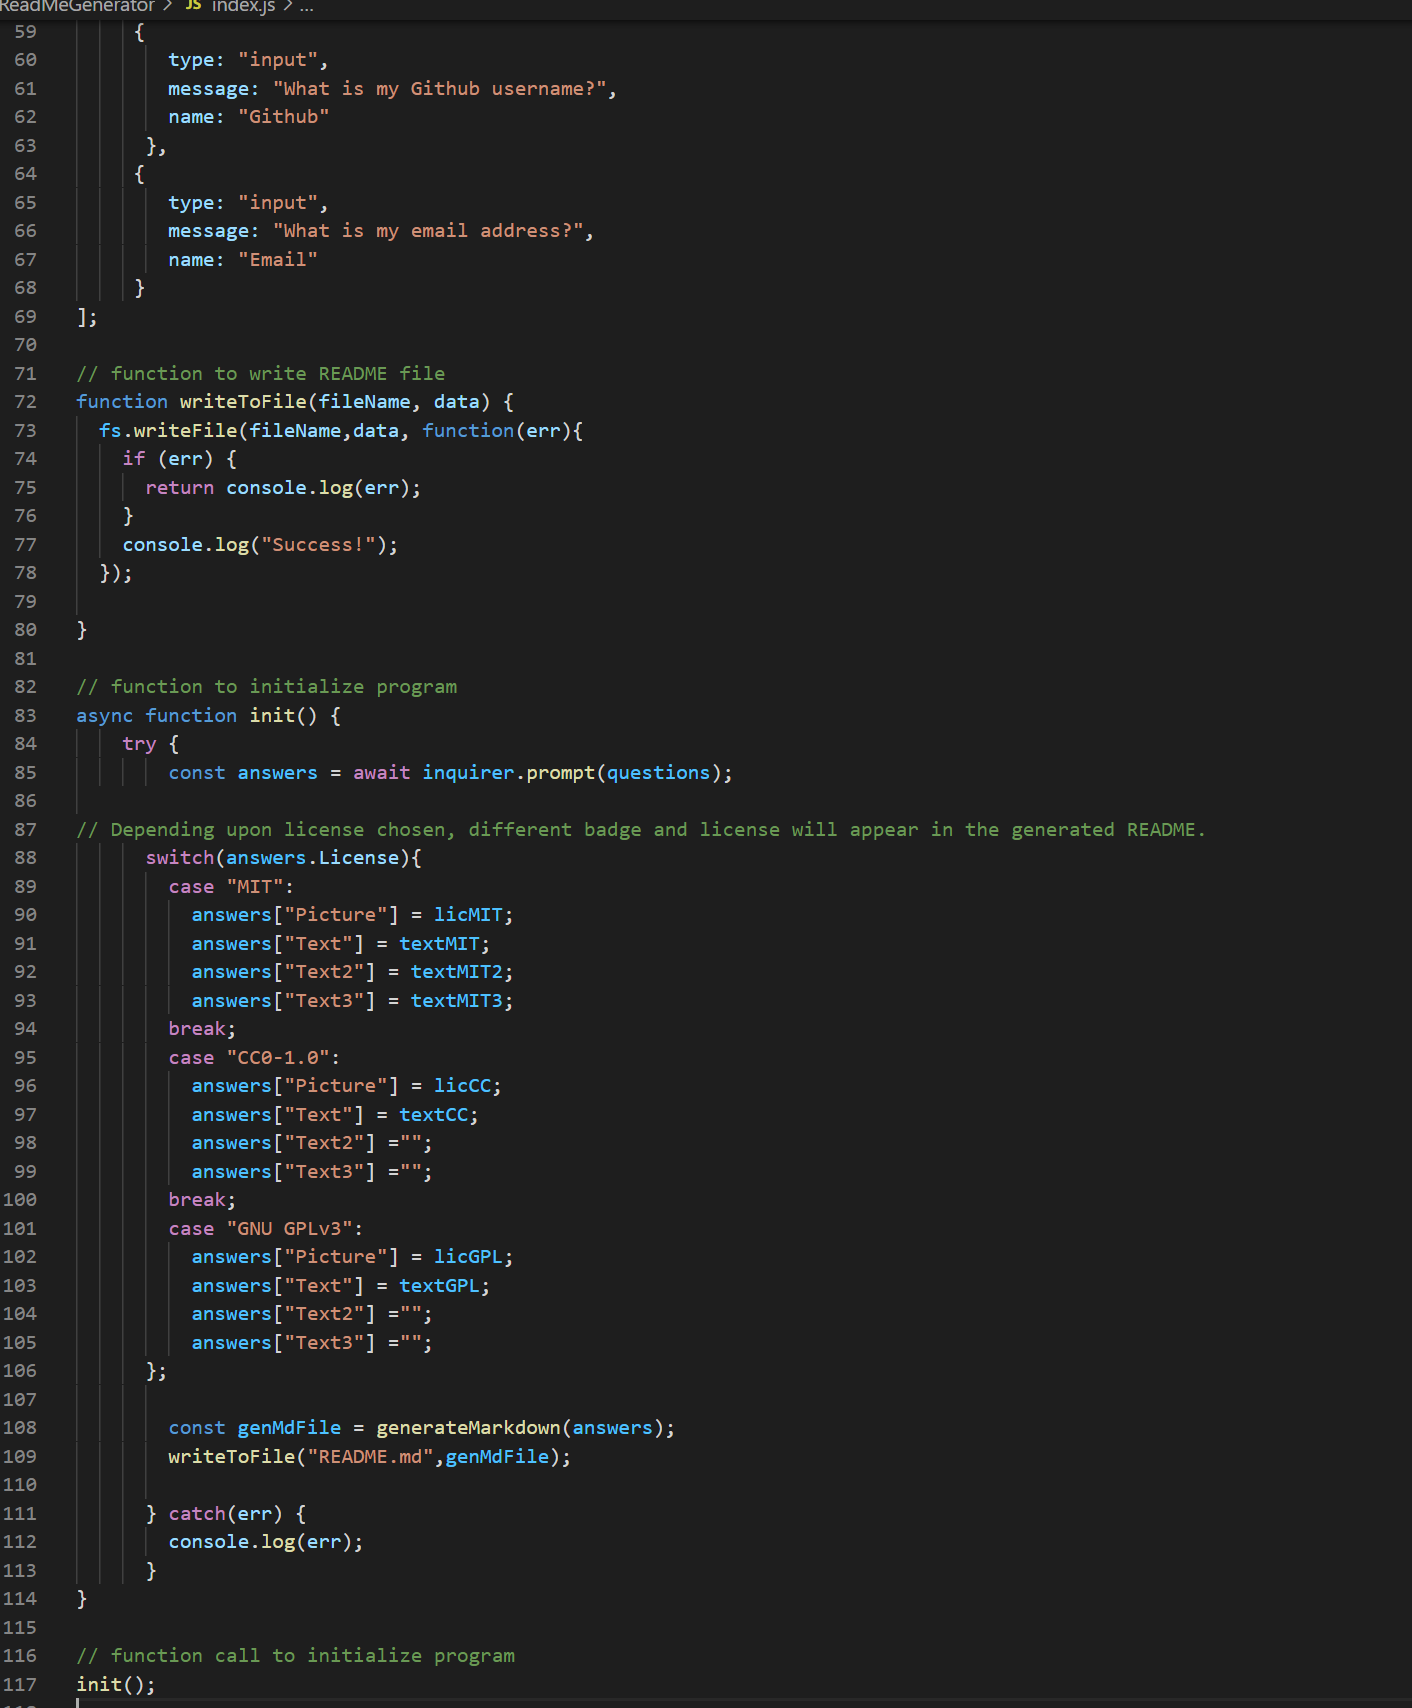 ReadMeGenerator > JS index.js > ...
59 {
60 type: "input",
61 message: "What is my Github username?",
62 name: "Github"
63 },
64 {
65 type: "input",
66 message: "What is my email address?",
67 name: "Email"
68 }
69 ];
70
71 // function to write README file
72 function writeToFile(fileName, data) {
73 fs.writeFile(fileName,data, function(err){
74 if (err) {
75 return console.log(err);
76 }
77 console.log("Success!");
78 });
79
80 }
81
82 // function to initialize program
83 async function init() {
84 try {
85 const answers = await inquirer.prompt(questions);
86
87 // Depending upon license chosen, different badge and license will appear in the generated README.
88 switch(answers.License){
89 case "MIT":
90 answers["Picture"] = licMIT;
91 answers["Text"] = textMIT;
92 answers["Text2"] = textMIT2;
93 answers["Text3"] = textMIT3;
94 break;
95 case "CC0-1.0":
96 answers["Picture"] = licCC;
97 answers["Text"] = textCC;
98 answers["Text2"] ="";
99 answers["Text3"] ="";
100 break;
101 case "GNU GPLv3":
102 answers["Picture"] = licGPL;
103 answers["Text"] = textGPL;
104 answers["Text2"] ="";
105 answers["Text3"] ="";
106 };
107
108 const genMdFile = generateMarkdown(answers);
109 writeToFile("README.md",genMdFile);
110
111 } catch(err) {
112 console.log(err);
113 }
114 }
115
116 // function call to initialize program
117 init();